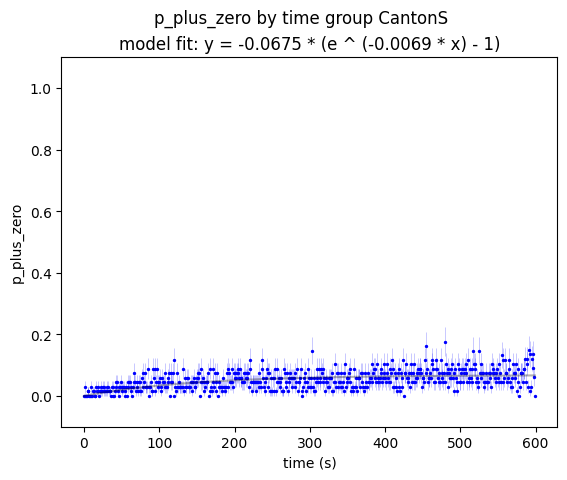 p_plus_zero by time group CantonS
model fit: y = -0.0675 * (e ^ (-0.0069 * x) - 1)
1.0
0.8
0.6
0.4
0.2
0.0
p_plus_zero
0 100 200 300 400 500 600
time (s)